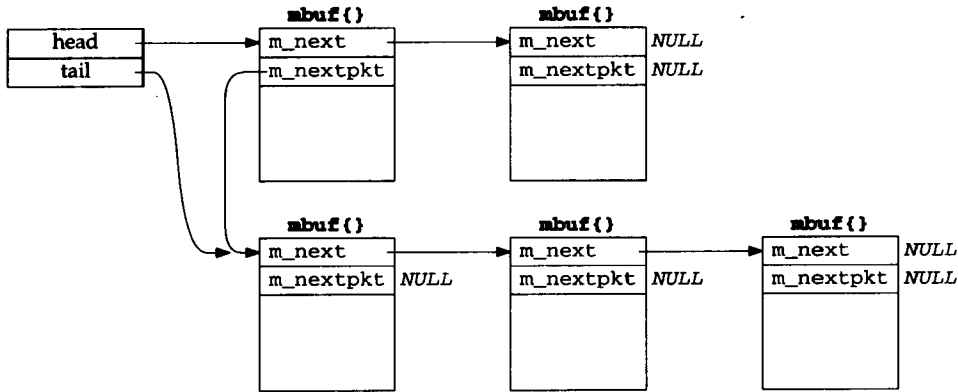 mbuf{} mbuf{}
head m_next m_next NULL
tail m_nextpkt m_nextpkt NULL
mbuf{} mbuf{} mbuf{}
m_next m_next m_next NULL
m_nextpkt NULL m_nextpkt NULL m_nextpkt NULL